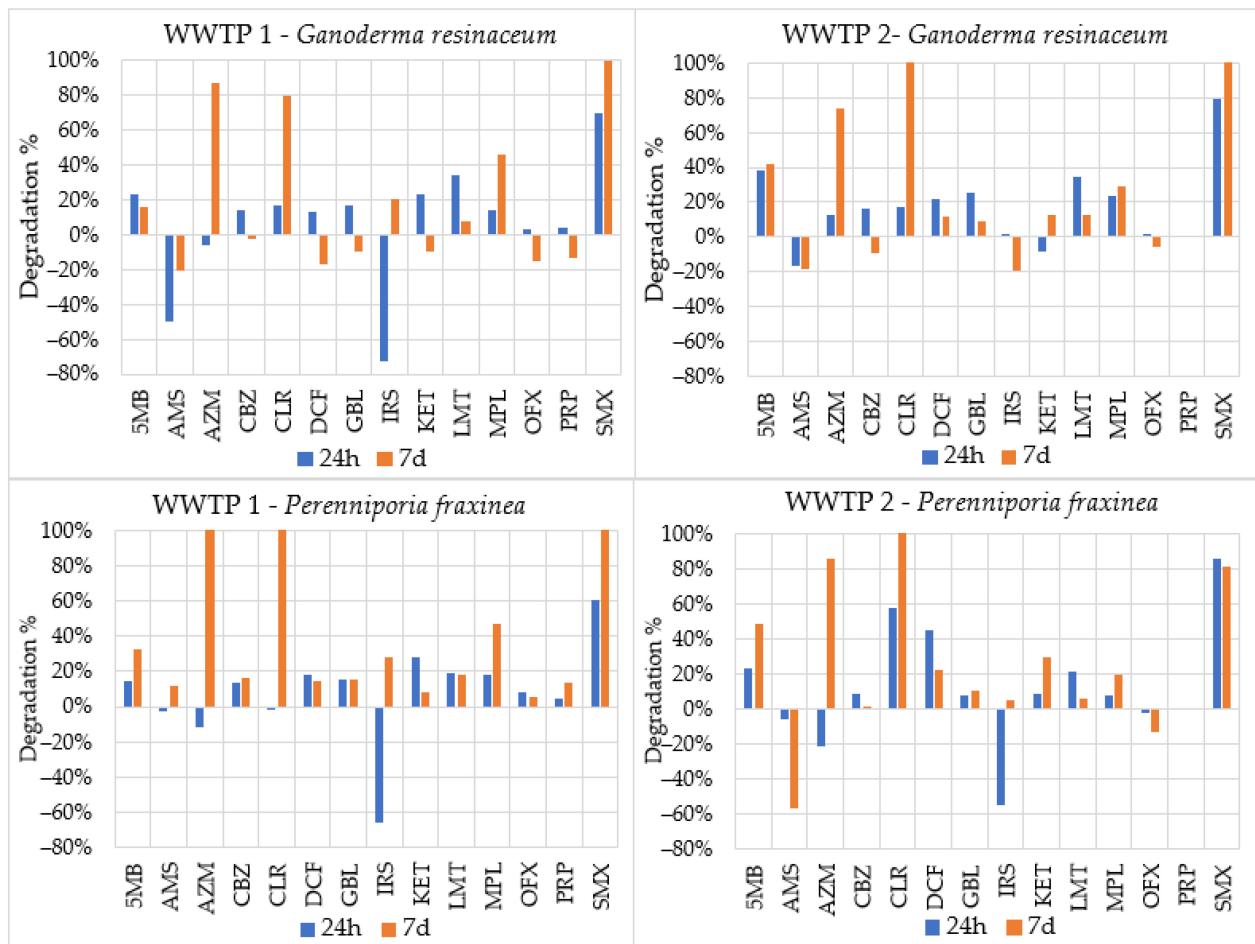 WWTP 1 - Ganoderma resinaceum
Degradation %
100%
80%
60%
40%
20%
0%
–20%
–40%
–60%
–80%
5MB
AMS
AZM
CBZ
CLR
DCF
GBL
IRS
KET
LMT
MPL
OFX
PRP
SMX
24h 7d
WWTP 2- Ganoderma resinaceum
Degradation %
100%
80%
60%
40%
20%
0%
–20%
–40%
–60%
–80%
5MB
AMS
AZM
CBZ
CLR
DCF
GBL
IRS
KET
LMT
MPL
OFX
PRP
SMX
24h 7d
WWTP 1 - Perenniporia fraxinea
Degradation %
100%
80%
60%
40%
20%
0%
–20%
–40%
–60%
–80%
5MB
AMS
AZM
CBZ
CLR
DCF
GBL
IRS
KET
LMT
MPL
OFX
PRP
SMX
24h 7d
WWTP 2 - Perenniporia fraxinea
Degradation %
100%
80%
60%
40%
20%
0%
–20%
–40%
–60%
–80%
5MB
AMS
AZM
CBZ
CLR
DCF
GBL
IRS
KET
LMT
MPL
OFX
PRP
SMX
24h 7d